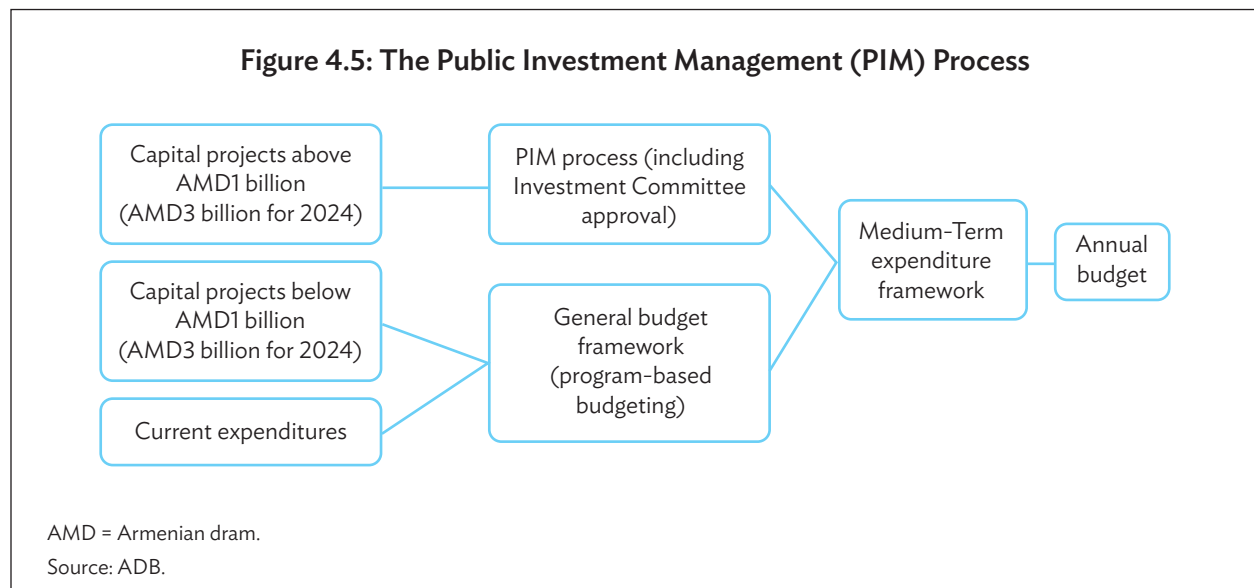 Figure 4.5: The Public Investment Management (PIM) Process
Capital projects above
AMD1 billion
(AMD3 billion for 2024)
PIM process (including
Investment Committee
approval)
Capital projects below
AMD1 billion
(AMD3 billion for 2024)
General budget
framework
(program-based
budgeting)
Current expenditures
Medium-Term
expenditure
framework
Annual
budget
AMD = Armenian dram.
Source: ADB.